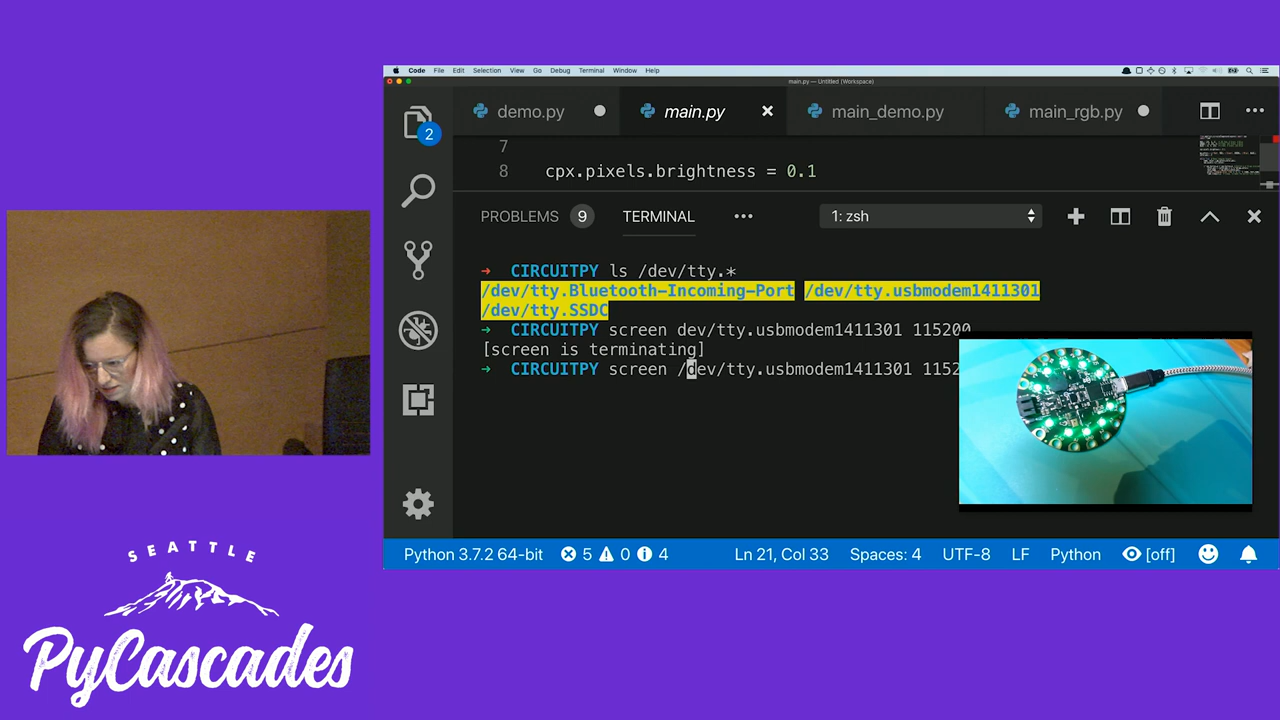 Code File Edit Selection View Go Debug Terminal Window Help
main.py — Untitled (Workspace)
demo.py main.py main_demo.py main_rgb.py
2
7
8 cpx.pixels.brightness = 0.1
PROBLEMS 9 TERMINAL 1: zsh
→ CIRCUITPY ls /dev/tty.*
/dev/tty.Bluetooth-Incoming-Port /dev/tty.usbmodem1411301
/dev/tty.SSDC
→ CIRCUITPY screen dev/tty.usbmodem1411301 115200
[screen is terminating]
→ CIRCUITPY screen /dev/tty.usbmodem1411301 1152
Python 3.7.2 64-bit 5 0 4 Ln 21, Col 33 Spaces: 4 UTF-8 LF Python [off]
SEATTLE
PyCascades